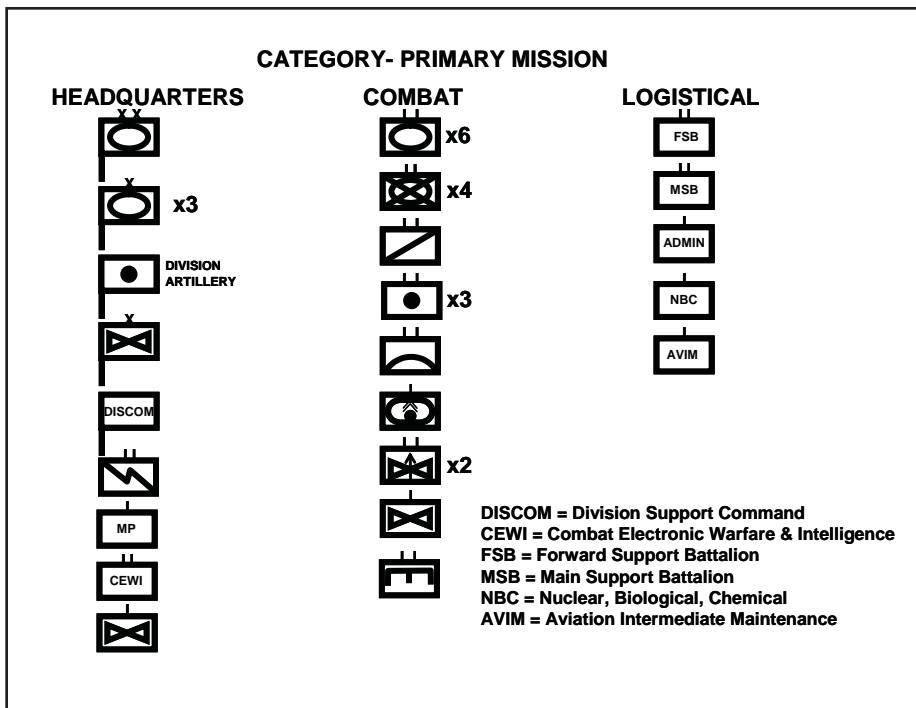 CATEGORY- PRIMARY MISSION
HEADQUARTERS
COMBAT
LOGISTICAL
X X
X
x3
DIVISION
ARTILLERY
X
DISCOM
MP
CEWI
x6
x4
x3
x2
FSB
MSB
ADMIN
NBC
AVIM
DISCOM = Division Support Command
CEWI = Combat Electronic Warfare & Intelligence
FSB = Forward Support Battalion
MSB = Main Support Battalion
NBC = Nuclear, Biological, Chemical
AVIM = Aviation Intermediate Maintenance